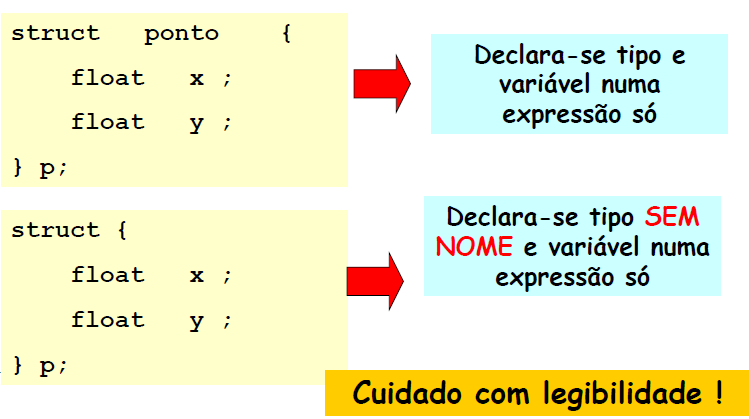 struct ponto {
float x ;
float y ;
} p;
Declara-se tipo e
variável numa
expressão só
struct {
float x ;
float y ;
} p;
Declara-se tipo SEM
NOME e variável numa
expressão só
Cuidado com legibilidade !